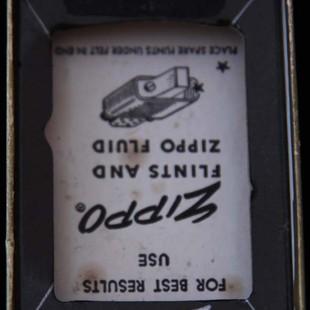 FOR BEST RESULTS
USE
ZIPPO®
FLINTS AND
ZIPPO FLUID
PLACE SPARE FLINTS UNDER FELT IN END